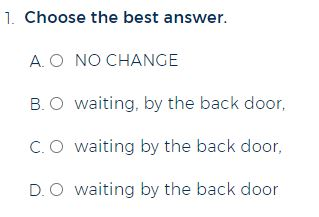 1. Choose the best answer.
A. NO CHANGE
B. waiting, by the back door,
C. waiting by the back door,
D. waiting by the back door